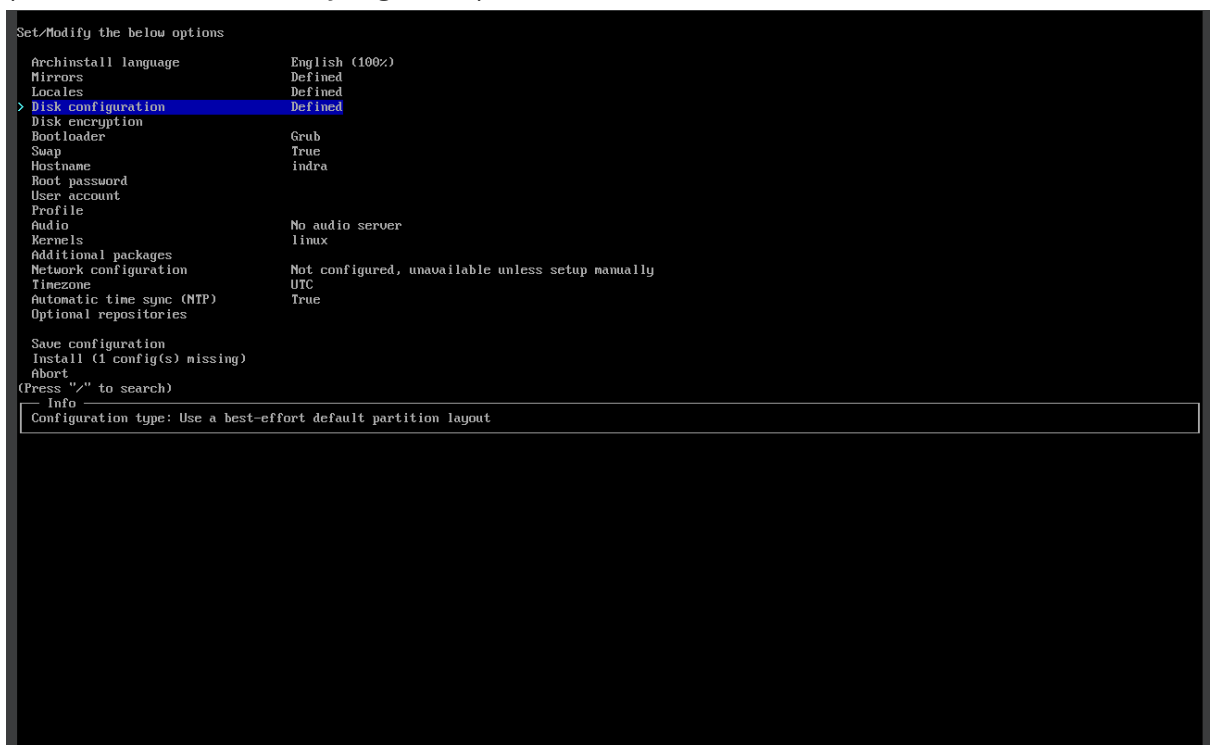 Set/Modify the below options
Archinstall language English (100%)
Mirrors Defined
Locales Defined
> Disk configuration Defined
Disk encryption
Bootloader Grub
Swap True
Hostname indra
Root password
User account
Profile
Audio No audio server
Kernels linux
Additional packages
Network configuration Not configured, unavailable unless setup manually
Timezone UTC
Automatic time sync (NTP) True
Optional repositories
Save configuration
Install (1 config(s) missing)
Abort
(Press "/" to search)
Info
Configuration type: Use a best-effort default partition layout